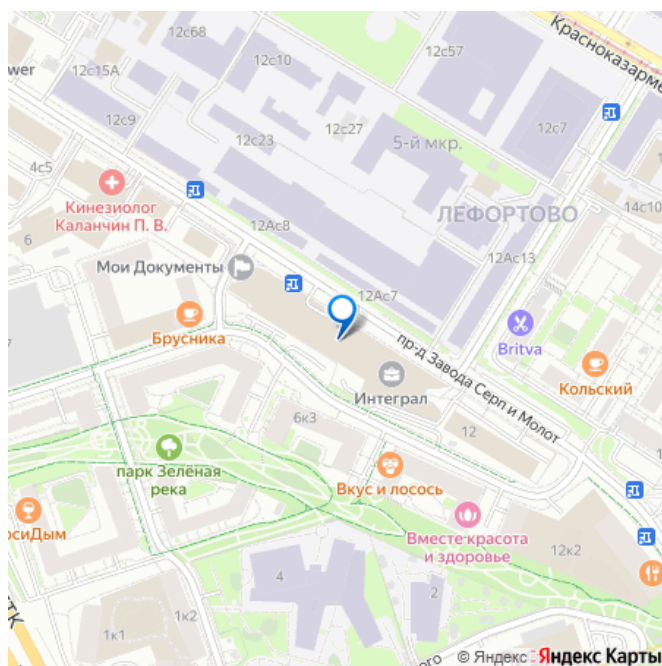 12с68
12с10
12с57
Красноказарме
wer
12с15А
12с9
12с23
12с27
5-й мкр.
12с7
4с5
Кинезиолог
Каланчин П. В.
ЛЕФОРТОВО
14с10
6
12Ас8
12Ас13
Мои Документы
12Ас7
Брусника
пр-д Завода Серп и Молот
Britva
Кольский
Интеграл
6к3
12
парк Зелёная
река
Вкус и лосось
осиДым
Вместе красота
и здоровье
12к2
4
2
1к2
1к1
ТК
ого
© Яндекс Яндекс Карты